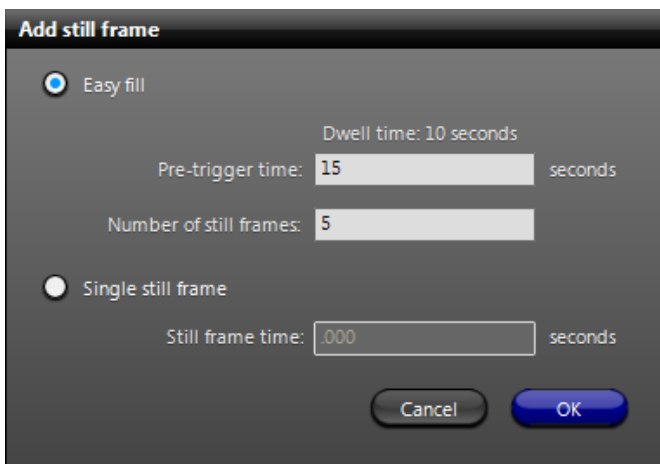 Add still frame
Easy fill
Dwell time: 10 seconds
Pre-trigger time: 15 seconds
Number of still frames: 5
Single still frame
Still frame time: .000 seconds
Cancel OK